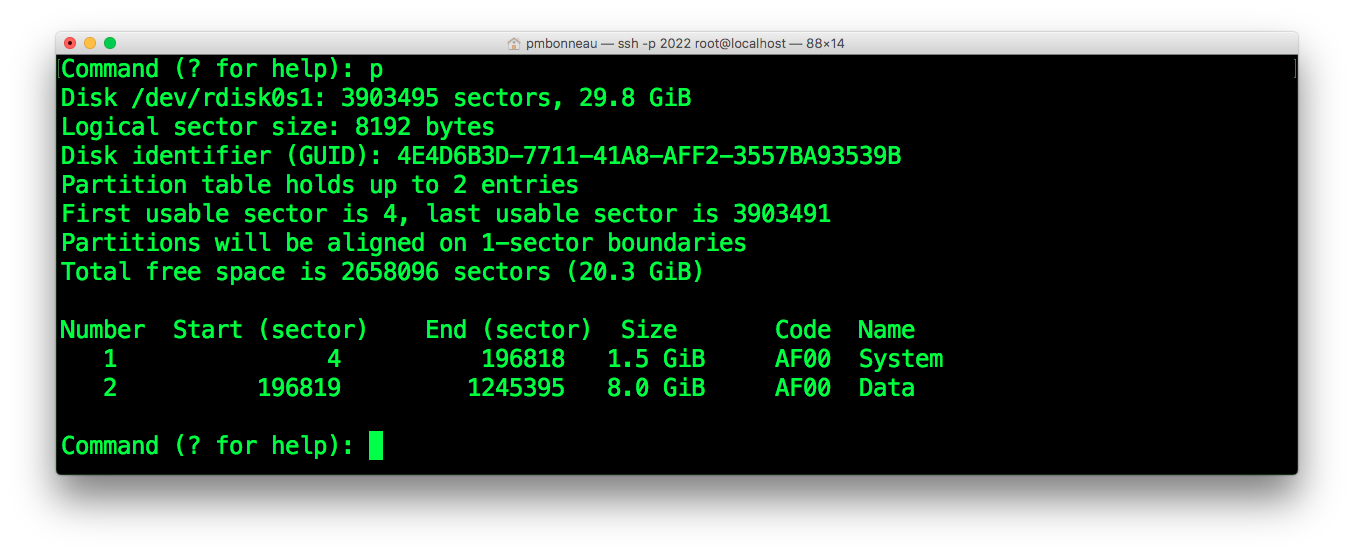 pmbonneau — ssh -p 2022 root@localhost — 88×14
Command (? for help): p
Disk /dev/rdisk0s1: 3903495 sectors, 29.8 GiB
Logical sector size: 8192 bytes
Disk identifier (GUID): 4E4D6B3D-7711-41A8-AFF2-3557BA93539B
Partition table holds up to 2 entries
First usable sector is 4, last usable sector is 3903491
Partitions will be aligned on 1-sector boundaries
Total free space is 2658096 sectors (20.3 GiB)
Number  Start (sector)    End (sector)  Size       Code  Name
   1               4          196818   1.5 GiB     AF00  System
   2          196819         1245395   8.0 GiB     AF00  Data
Command (? for help):